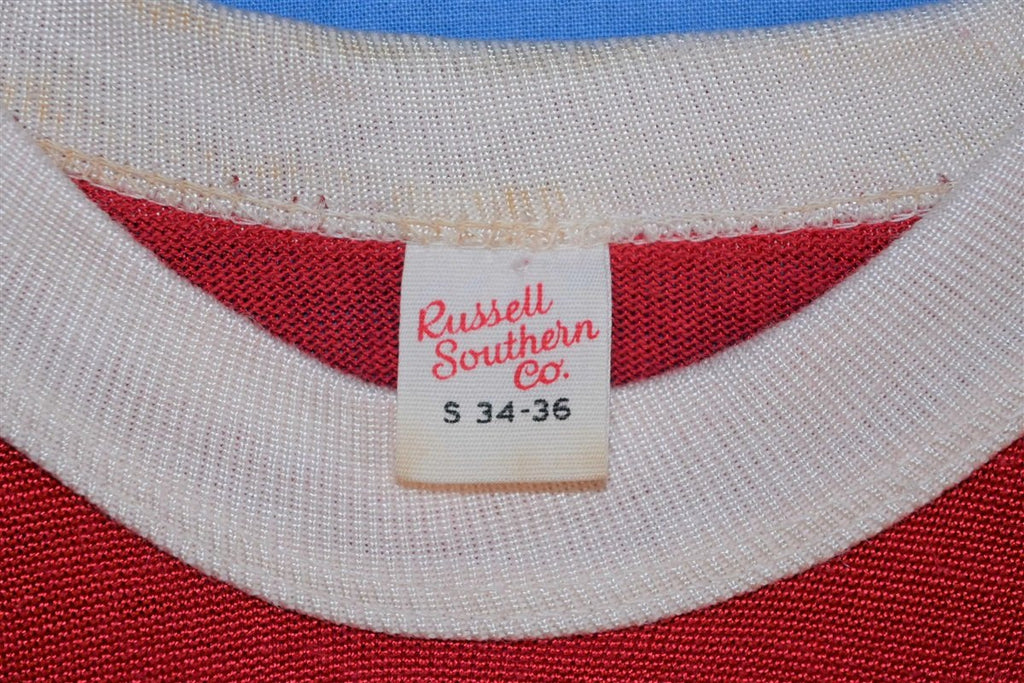 Russell
Southern
Co.
S 34-36